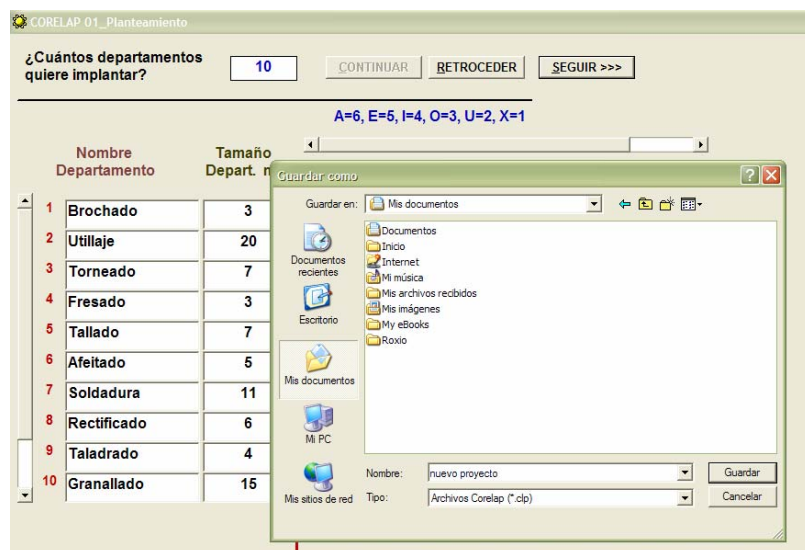 CORELAP 01_Planteamiento
¿Cuántos departamentos
quiere implantar?
10
CONTINUAR
RETROCEDER
SEGUIR >>>
A=6, E=5, I=4, O=3, U=2, X=1
Nombre
Departamento
Tamaño
Depart.
1 Brochado 3
2 Utillaje 20
3 Torneado 7
4 Fresado 3
5 Tallado 7
6 Afeitado 5
7 Soldadura 11
8 Rectificado 6
9 Taladrado 4
10 Granallado 15
Guardar como
Guardar en: Mis documentos
Documentos recientes
Escritorio
Mis documentos
Mi PC
Mis sitios de red
Documentos
Inicio
Internet
Mi música
Mis archivos recibidos
Mis imágenes
My eBooks
Roxio
Nombre: nuevo proyecto
Guardar
Tipo: Archivos Corelap (*.clp)
Cancelar